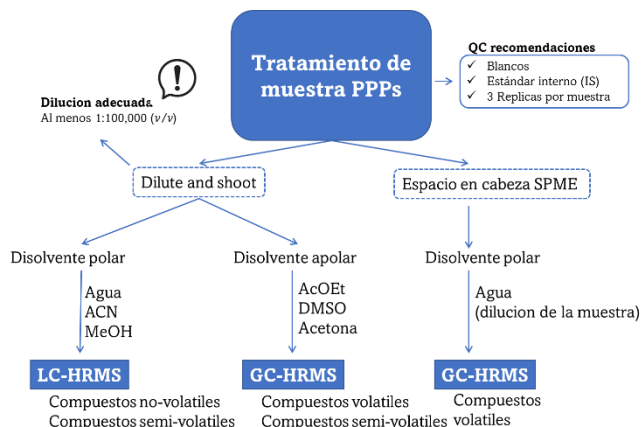 Tratamiento de
muestra PPPs
QC recomendaciones
✓ Blancos
✓ Estándar interno (IS)
✓ 3 Replicas por muestra
!
Dilucion adecuada
Al menos 1:100,000 (v/v)
Dilute and shoot
Espacio en cabeza SPME
Disolvente polar
Disolvente apolar
Disolvente polar
Agua
ACN
MeOH
AcOEt
DMSO
Acetona
Agua
(dilucion de la muestra)
LC-HRMS
GC-HRMS
GC-HRMS
Compuestos no-volatiles
Compuestos semi-volatiles
Compuestos volatiles
Compuestos semi-volatiles
Compuestos
volatiles